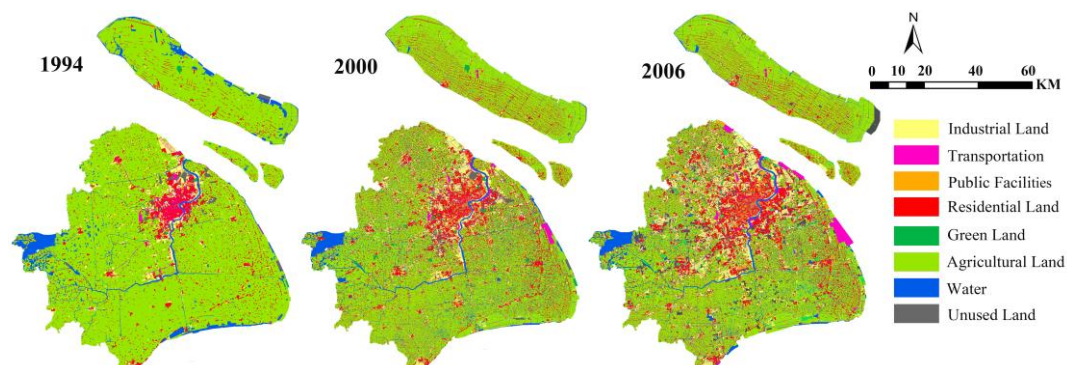 1994
2000
2006
N
0 10 20 40 60
KM
Industrial Land
Transportation
Public Facilities
Residential Land
Green Land
Agricultural Land
Water
Unused Land